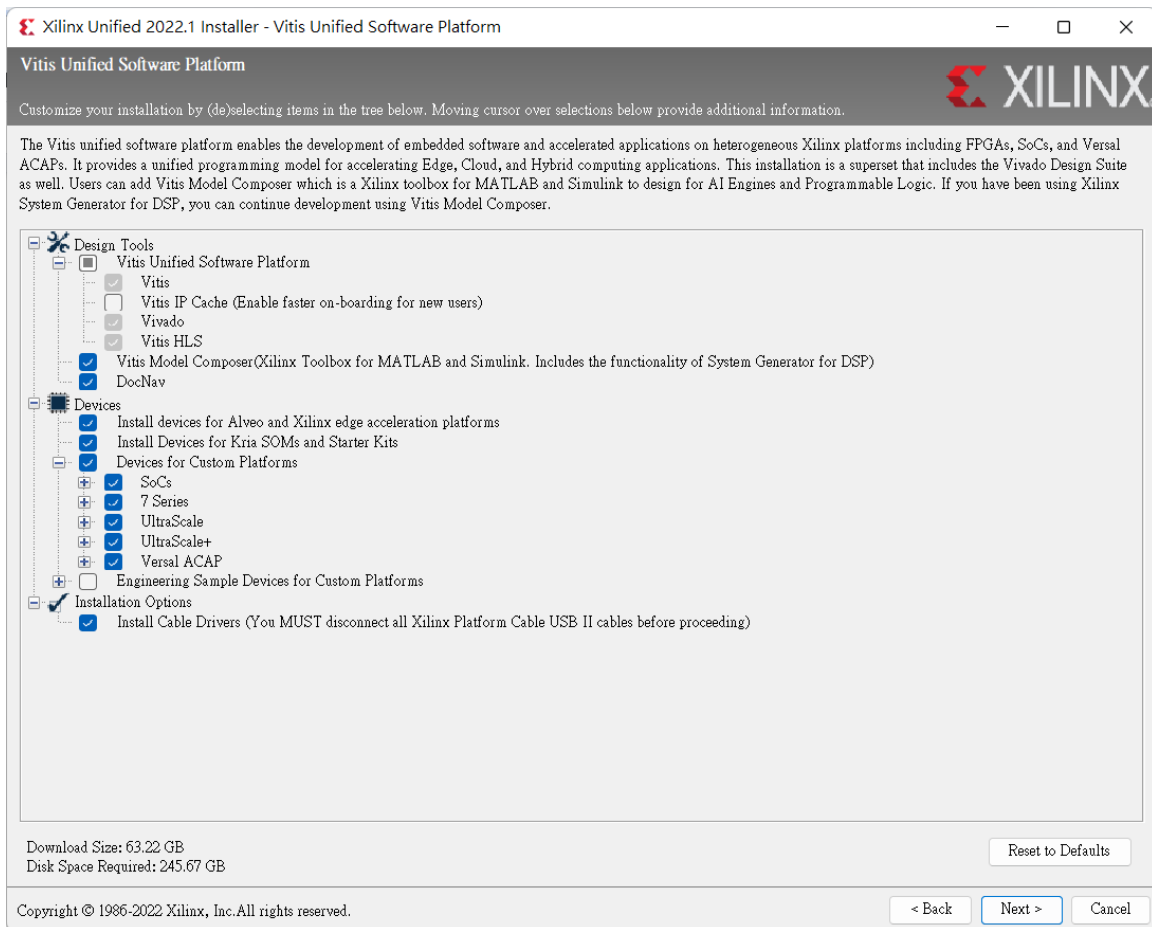 Xilinx Unified 2022.1 Installer - Vitis Unified Software Platform
Vitis Unified Software Platform
XILINX
Customize your installation by (de)selecting items in the tree below. Moving cursor over selections below provide additional information.
The Vitis unified software platform enables the development of embedded software and accelerated applications on heterogeneous Xilinx platforms including FPGAs, SoCs, and Versal
ACAPs. It provides a unified programming model for accelerating Edge, Cloud, and Hybrid computing applications. This installation is a superset that includes the Vivado Design Suite
as well. Users can add Vitis Model Composer which is a Xilinx toolbox for MATLAB and Simulink to design for AI Engines and Programmable Logic. If you have been using Xilinx
System Generator for DSP, you can continue development using Vitis Model Composer.
Design Tools
Vitis Unified Software Platform
Vitis
Vitis IP Cache (Enable faster on-boarding for new users)
Vivado
Vitis HLS
Vitis Model Composer(Xilinx Toolbox for MATLAB and Simulink. Includes the functionality of System Generator for DSP)
DocNav
Devices
Install devices for Alveo and Xilinx edge acceleration platforms
Install Devices for Kria SOMs and Starter Kits
Devices for Custom Platforms
SoCs
7 Series
UltraScale
UltraScale+
Versal ACAP
Engineering Sample Devices for Custom Platforms
Installation Options
Install Cable Drivers (You MUST disconnect all Xilinx Platform Cable USB II cables before proceeding)
Download Size: 63.22 GB
Disk Space Required: 245.67 GB
Reset to Defaults
Copyright © 1986-2022 Xilinx, Inc.All rights reserved.
< Back
Next >
Cancel